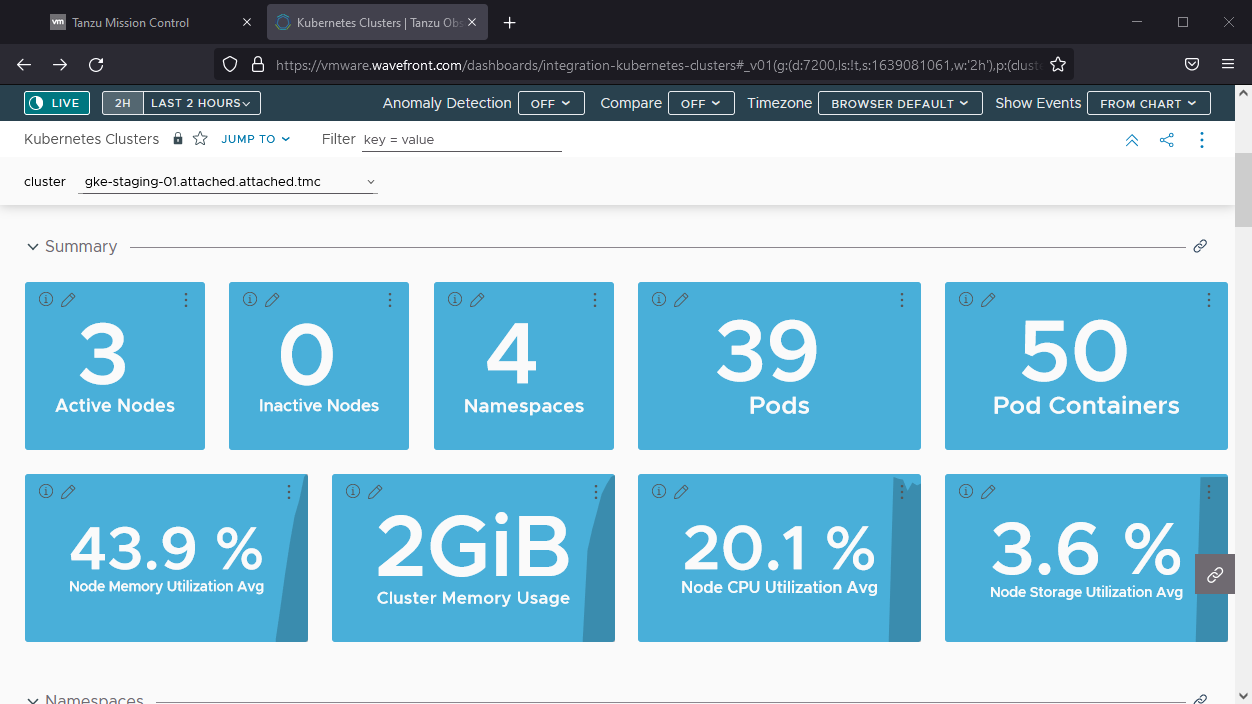 vm Tanzu Mission Control
Kubernetes Clusters | Tanzu Obs
https://vmware.wavefront.com/dashboards/integration-kubernetes-clusters#_v01(g:(d:7200,ls:!t,s:1639081061,w:'2h'),p:(cluste
LIVE 2H LAST 2 HOURS Anomaly Detection OFF Compare OFF Timezone BROWSER DEFAULT Show Events FROM CHART
Kubernetes Clusters JUMP TO Filter key = value
cluster gke-staging-01.attached.attached.tmc
Summary
3
Active Nodes
0
Inactive Nodes
4
Namespaces
39
Pods
50
Pod Containers
43.9 %
Node Memory Utilization Avg
2GiB
Cluster Memory Usage
20.1 %
Node CPU Utilization Avg
3.6 %
Node Storage Utilization Avg
Namespaces